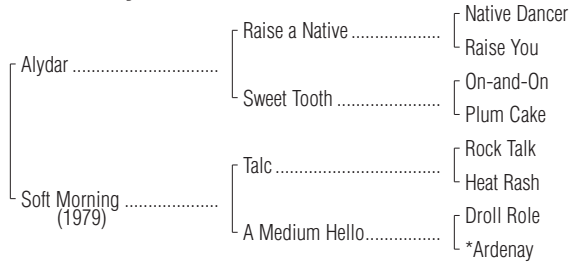 Native Dancer
Raise a Native ..................
Raise You
Alydar .............................
On-and-On
Sweet Tooth .....................
Plum Cake
Rock Talk
Talc .................................
Heat Rash
Soft Morning ...................
(1979)
Droll Role
A Medium Hello...............
*Ardenay